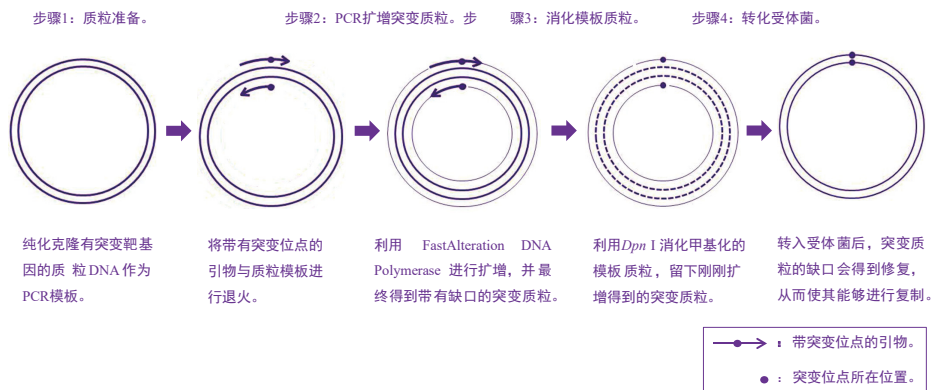 步骤1：质粒准备。
步骤2：PCR扩增突变质粒。步
骤3：消化模板质粒。
步骤4：转化受体菌。
纯化克隆有突变靶基
因的质 粒DNA作为
PCR模板。
将带有突变位点的
引物与质粒模板进
行退火。
利用 FastAlteration DNA
Polymerase 进行扩增，并最
终得到带有缺口的突变质粒。
利用Dpn I 消化甲基化的
模板质粒，留下刚刚扩
增得到的突变质粒。
转入受体菌后，突变质
粒的缺口会得到修复，
从而使其能够进行复制。
：带突变位点的引物。
：突变位点所在位置。